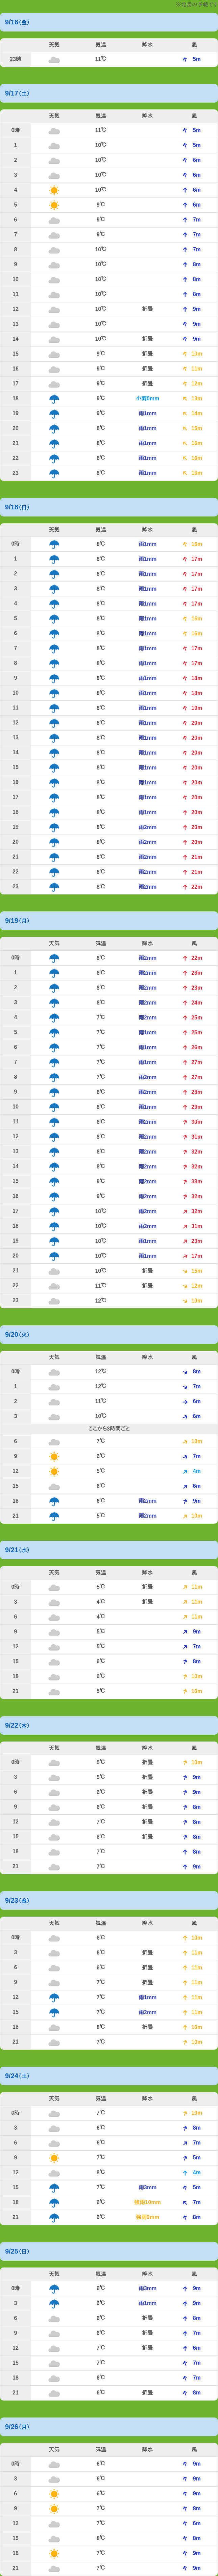 9/16(金)
天気 気温 降水 風
23時 11℃ 5m
9/17(土)
天気 気温 降水 風
0時 11℃ 5m
1 10℃ 5m
2 10℃ 6m
3 10℃ 6m
4 10℃ 6m
5 9℃ 6m
6 9℃ 7m
7 9℃ 7m
8 10℃ 7m
9 10℃ 8m
10 10℃ 8m
11 10℃ 8m
12 10℃ 折曇 9m
13 10℃ 9m
14 10℃ 折曇 9m
15 9℃ 折曇 10m
16 9℃ 折曇 11m
17 9℃ 折曇 12m
18 9℃ 小雨0mm 13m
19 9℃ 雨1mm 14m
20 8℃ 雨1mm 15m
21 8℃ 雨1mm 16m
22 8℃ 雨1mm 16m
23 8℃ 雨1mm 16m
9/18(日)
天気 気温 降水 風
0時 8℃ 雨1mm 16m
1 8℃ 雨1mm 17m
2 8℃ 雨1mm 17m
3 8℃ 雨1mm 17m
4 8℃ 雨1mm 17m
5 8℃ 雨1mm 16m
6 8℃ 雨1mm 16m
7 8℃ 雨1mm 17m
8 8℃ 雨1mm 17m
9 8℃ 雨1mm 18m
10 8℃ 雨1mm 18m
11 8℃ 雨1mm 19m
12 8℃ 雨1mm 20m
13 8℃ 雨1mm 20m
14 8℃ 雨1mm 20m
15 8℃ 雨1mm 20m
16 8℃ 雨1mm 20m
17 8℃ 雨1mm 20m
18 8℃ 雨1mm 20m
19 8℃ 雨2mm 20m
20 8℃ 雨2mm 20m
21 8℃ 雨2mm 21m
22 8℃ 雨2mm 21m
23 8℃ 雨2mm 22m
9/19(月)
天気 気温 降水 風
0時 8℃ 雨2mm 22m
1 8℃ 雨2mm 23m
2 8℃ 雨2mm 23m
3 8℃ 雨2mm 24m
4 7℃ 雨2mm 25m
5 7℃ 雨1mm 25m
6 7℃ 雨1mm 26m
7 7℃ 雨1mm 27m
8 7℃ 雨2mm 27m
9 8℃ 雨2mm 28m
10 8℃ 雨1mm 29m
11 8℃ 雨2mm 30m
12 8℃ 雨2mm 31m
13 8℃ 雨2mm 32m
14 8℃ 雨2mm 32m
15 9℃ 雨2mm 33m
16 9℃ 雨2mm 32m
17 10℃ 雨2mm 32m
18 10℃ 雨2mm 31m
19 10℃ 雨1mm 23m
20 10℃ 雨1mm 17m
21 10℃ 折曇 15m
22 11℃ 折曇 12m
23 12℃ 10m
9/20(火)
天気 気温 降水 風
0時 12℃ 8m
1 12℃ 7m
2 11℃ 6m
3 10℃ 6m
ここから3時間ごと
6 7℃ 10m
9 6℃ 7m
12 5℃ 4m
15 6℃ 6m
18 6℃ 雨2mm 9m
21 5℃ 雨2mm 10m
9/21(水)
天気 気温 降水 風
0時 5℃ 折曇 11m
3 4℃ 折曇 11m
6 4℃ 11m
9 5℃ 9m
12 5℃ 7m
15 6℃ 8m
18 6℃ 10m
21 5℃ 10m
9/22(木)
天気 気温 降水 風
0時 5℃ 折曇 10m
3 5℃ 折曇 9m
6 6℃ 折曇 9m
9 6℃ 折曇 8m
12 7℃ 折曇 8m
15 8℃ 折曇 8m
18 7℃ 8m
21 7℃ 9m
9/23(金)
天気 気温 降水 風
0時 6℃ 10m
3 6℃ 折曇 11m
6 6℃ 折曇 11m
9 7℃ 折曇 11m
12 7℃ 雨1mm 11m
15 7℃ 雨2mm 11m
18 8℃ 折曇 10m
21 7℃ 10m
9/24(土)
天気 気温 降水 風
0時 7℃ 10m
3 6℃ 8m
6 6℃ 7m
9 7℃ 5m
12 8℃ 4m
15 7℃ 雨3mm 5m
18 6℃ 強雨10mm 7m
21 6℃ 強雨8mm 8m
9/25(日)
天気 気温 降水 風
0時 6℃ 雨3mm 9m
3 6℃ 雨1mm 9m
6 6℃ 折曇 8m
9 6℃ 折曇 7m
12 7℃ 折曇 6m
15 7℃ 7m
18 6℃ 7m
21 6℃ 折曇 8m
9/26(月)
天気 気温 降水 風
0時 6℃ 9m
3 6℃ 9m
6 6℃ 9m
9 7℃ 8m
12 7℃ 6m
15 8℃ 8m
18 7℃ 9m
21 7℃ 9m